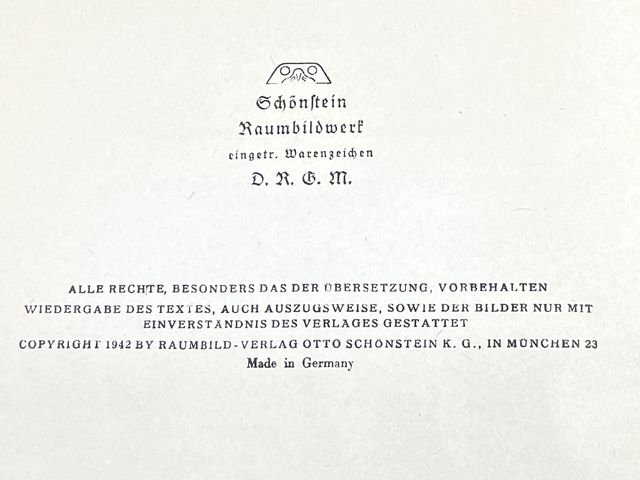 Schönstein
Raumbildwerk
eingetr. Warenzeichen
D. R. G. M.
ALLE RECHTE, BESONDERS DAS DER ÜBERSETZUNG, VORBEHALTEN
WIEDERGABE DES TEXTES, AUCH AUSZUGSWEISE, SOWIE DER BILDER NUR MIT
EINVERSTÄNDNIS DES VERLAGES GESTATTET
COPYRIGHT 1942 BY RAUMBILD-VERLAG OTTO SCHÖNSTEIN K. G., IN MÜNCHEN 23
Made in Germany